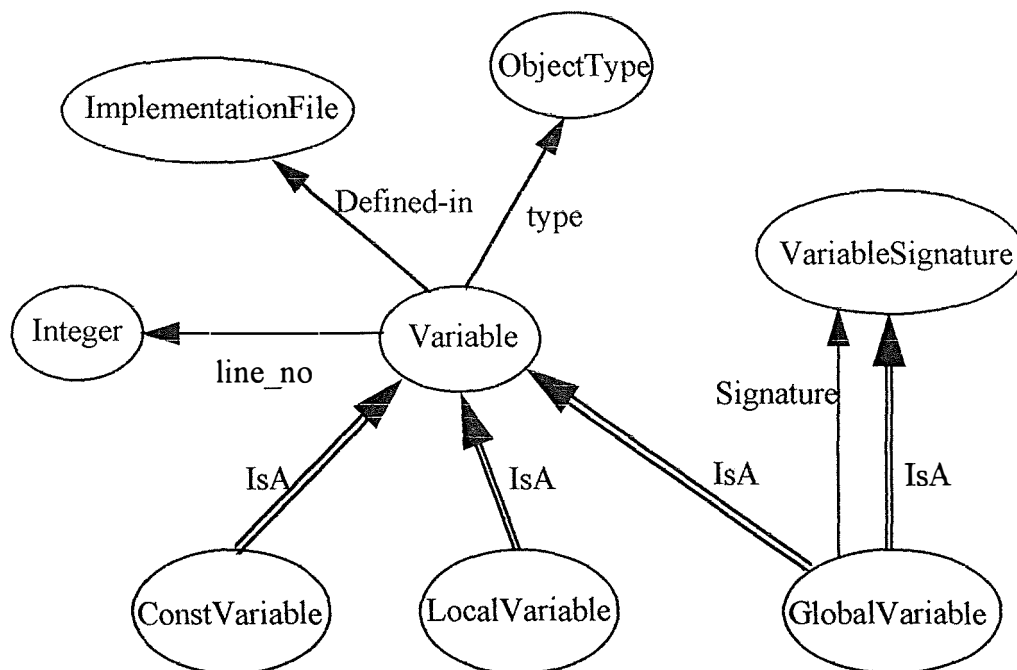 ObjectType
ImplementationFile
Defined-in
type
VariableSignature
Integer
Variable
line_no
Signature
IsA
IsA
IsA
IsA
ConstVariable
LocalVariable
GlobalVariable